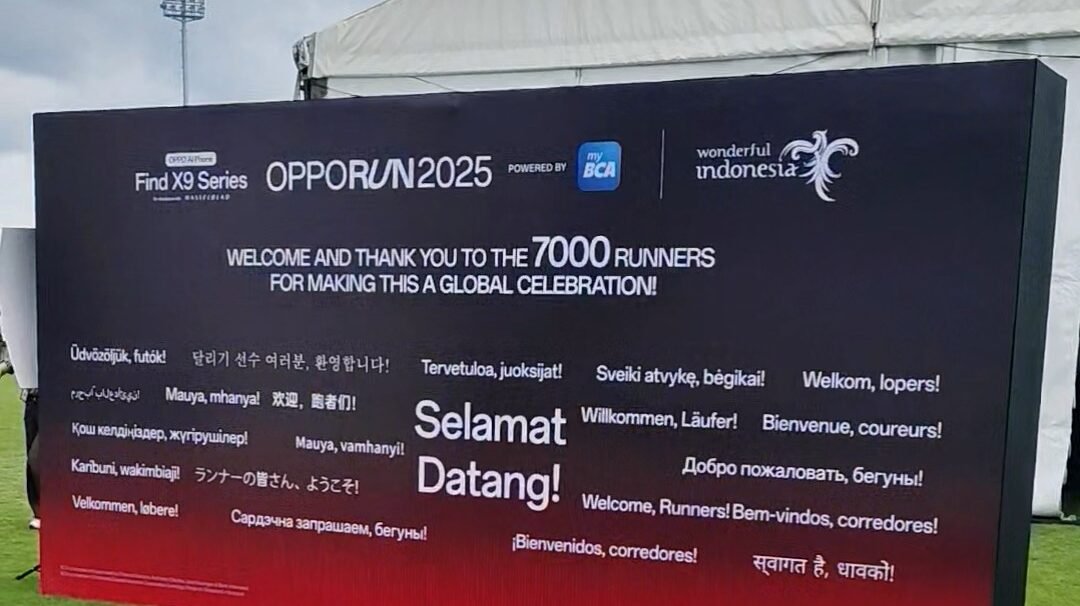 OPPO AI Phone
Find X9 Series
HASSELBLAD
OPPORUN2025
POWERED BY
my
BCA
wonderful
indonesia
WELCOME AND THANK YOU TO THE 7000 RUNNERS
FOR MAKING THIS A GLOBAL CELEBRATION!
Üdvözöljük, futók!
달리기 선수 여러분, 환영합니다!
Tervetuloa, juoksijat!
Sveiki atvykę, bėgikai!
Welkom, lopers!
Mauya, mhanya!
欢迎，跑者们！
Selamat
Datang!
Willkommen, Läufer!
Bienvenue, coureurs!
Қош келдіңіздер, жүгірушілер!
Mauya, vamhanyi!
Добро пожаловать, бегуны!
Karibuni, wakimbiaji!
ランナーの皆さん、ようこそ！
Welcome, Runners!
Bem-vindos, corredores!
Velkommen, løbere!
Сардэчна запрашаем, бегуны!
¡Bienvenidos, corredores!
स्वागत है, धावको!